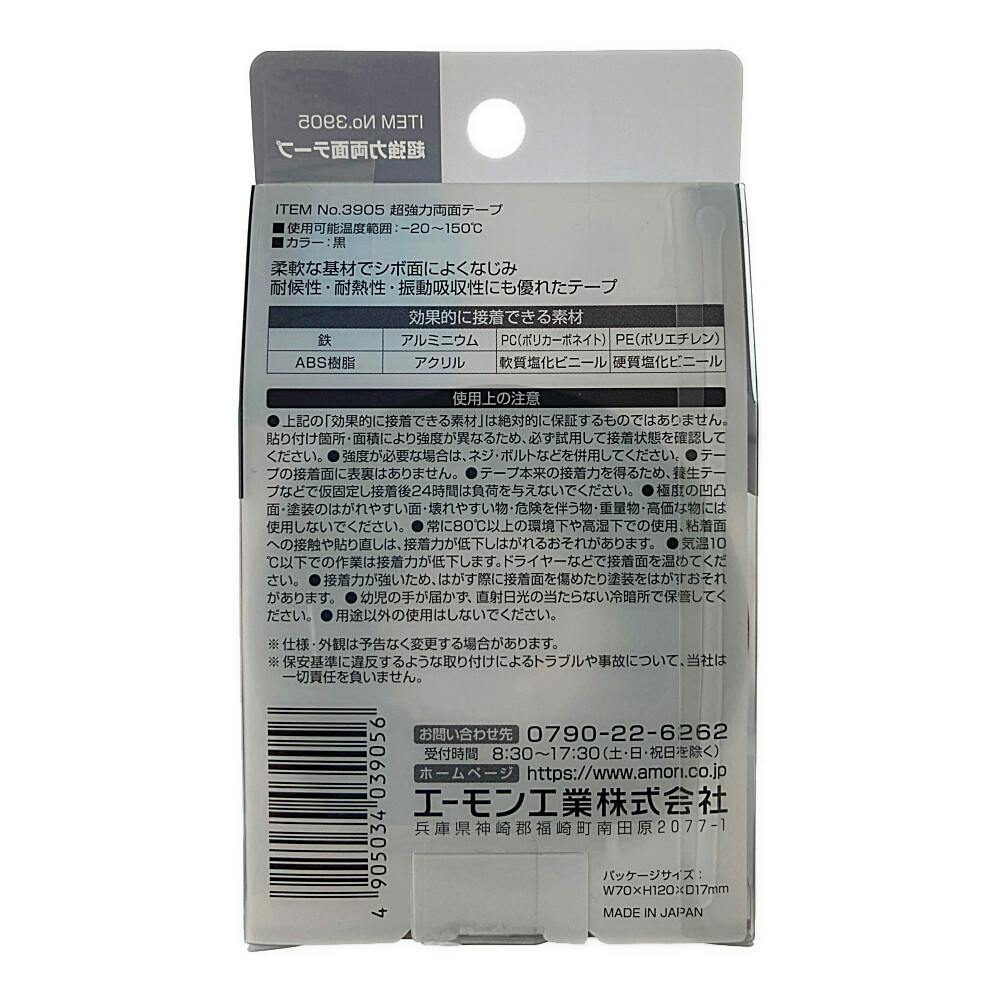 ITEM No.3905
超強力両面テープ
ITEM No.3905 超強力両面テープ
■使用可能温度範囲：−20〜150℃
■カラー：黒
柔軟な基材でシボ面によくなじみ
耐候性・耐熱性・振動吸収性にも優れたテープ
効果的に接着できる素材
鉄 アルミニウム PC（ポリカーボネイト） PE（ポリエチレン）
ABS樹脂 アクリル 軟質塩化ビニール 硬質塩化ビニール
使用上の注意
●上記の「効果的に接着できる素材」は絶対的に保証するものではありません。
貼り付け箇所・面積により強度が異なるため、必ず試用して接着状態を確認して
ください。●強度が必要な場合は、ネジ・ボルトなどを併用してください。●テー
プの接着面に表裏はありません。●テープ本来の接着力を得るため、養生テー
プなどで仮固定し接着後24時間は負荷を与えないでください。●極度の凹凸
面・塗装のはがれやすい面・壊れやすい物・危険を伴う物・重量物・高価な物には
使用しないでください。●常に80℃以上の環境下や高湿下での使用、粘着面
への接触や貼り直しは、接着力が低下しはがれるおそれがあります。●気温10
℃以下での作業は接着力が低下します。ドライヤーなどで接着面を温めてくだ
さい。●接着力が強いため、はがす際に接着面を傷めたり塗装をはがすおそれ
があります。●幼児の手が届かず、直射日光の当たらない冷暗所で保管してく
ださい。●用途以外の使用はしないでください。
※仕様・外観は予告なく変更する場合があります。
※保安基準に違反するような取り付けによるトラブルや事故について、当社は
一切責任を負いません。
お問い合わせ先 0790-22-6262
受付時間 8:30〜17:30（土・日・祝日を除く）
ホームページ https://www.amon.co.jp
エーモン工業株式会社
兵庫県神崎郡福崎町南田原2077-1
4 905034 039056
パッケージサイズ：
W70×H120×D17mm
MADE IN JAPAN